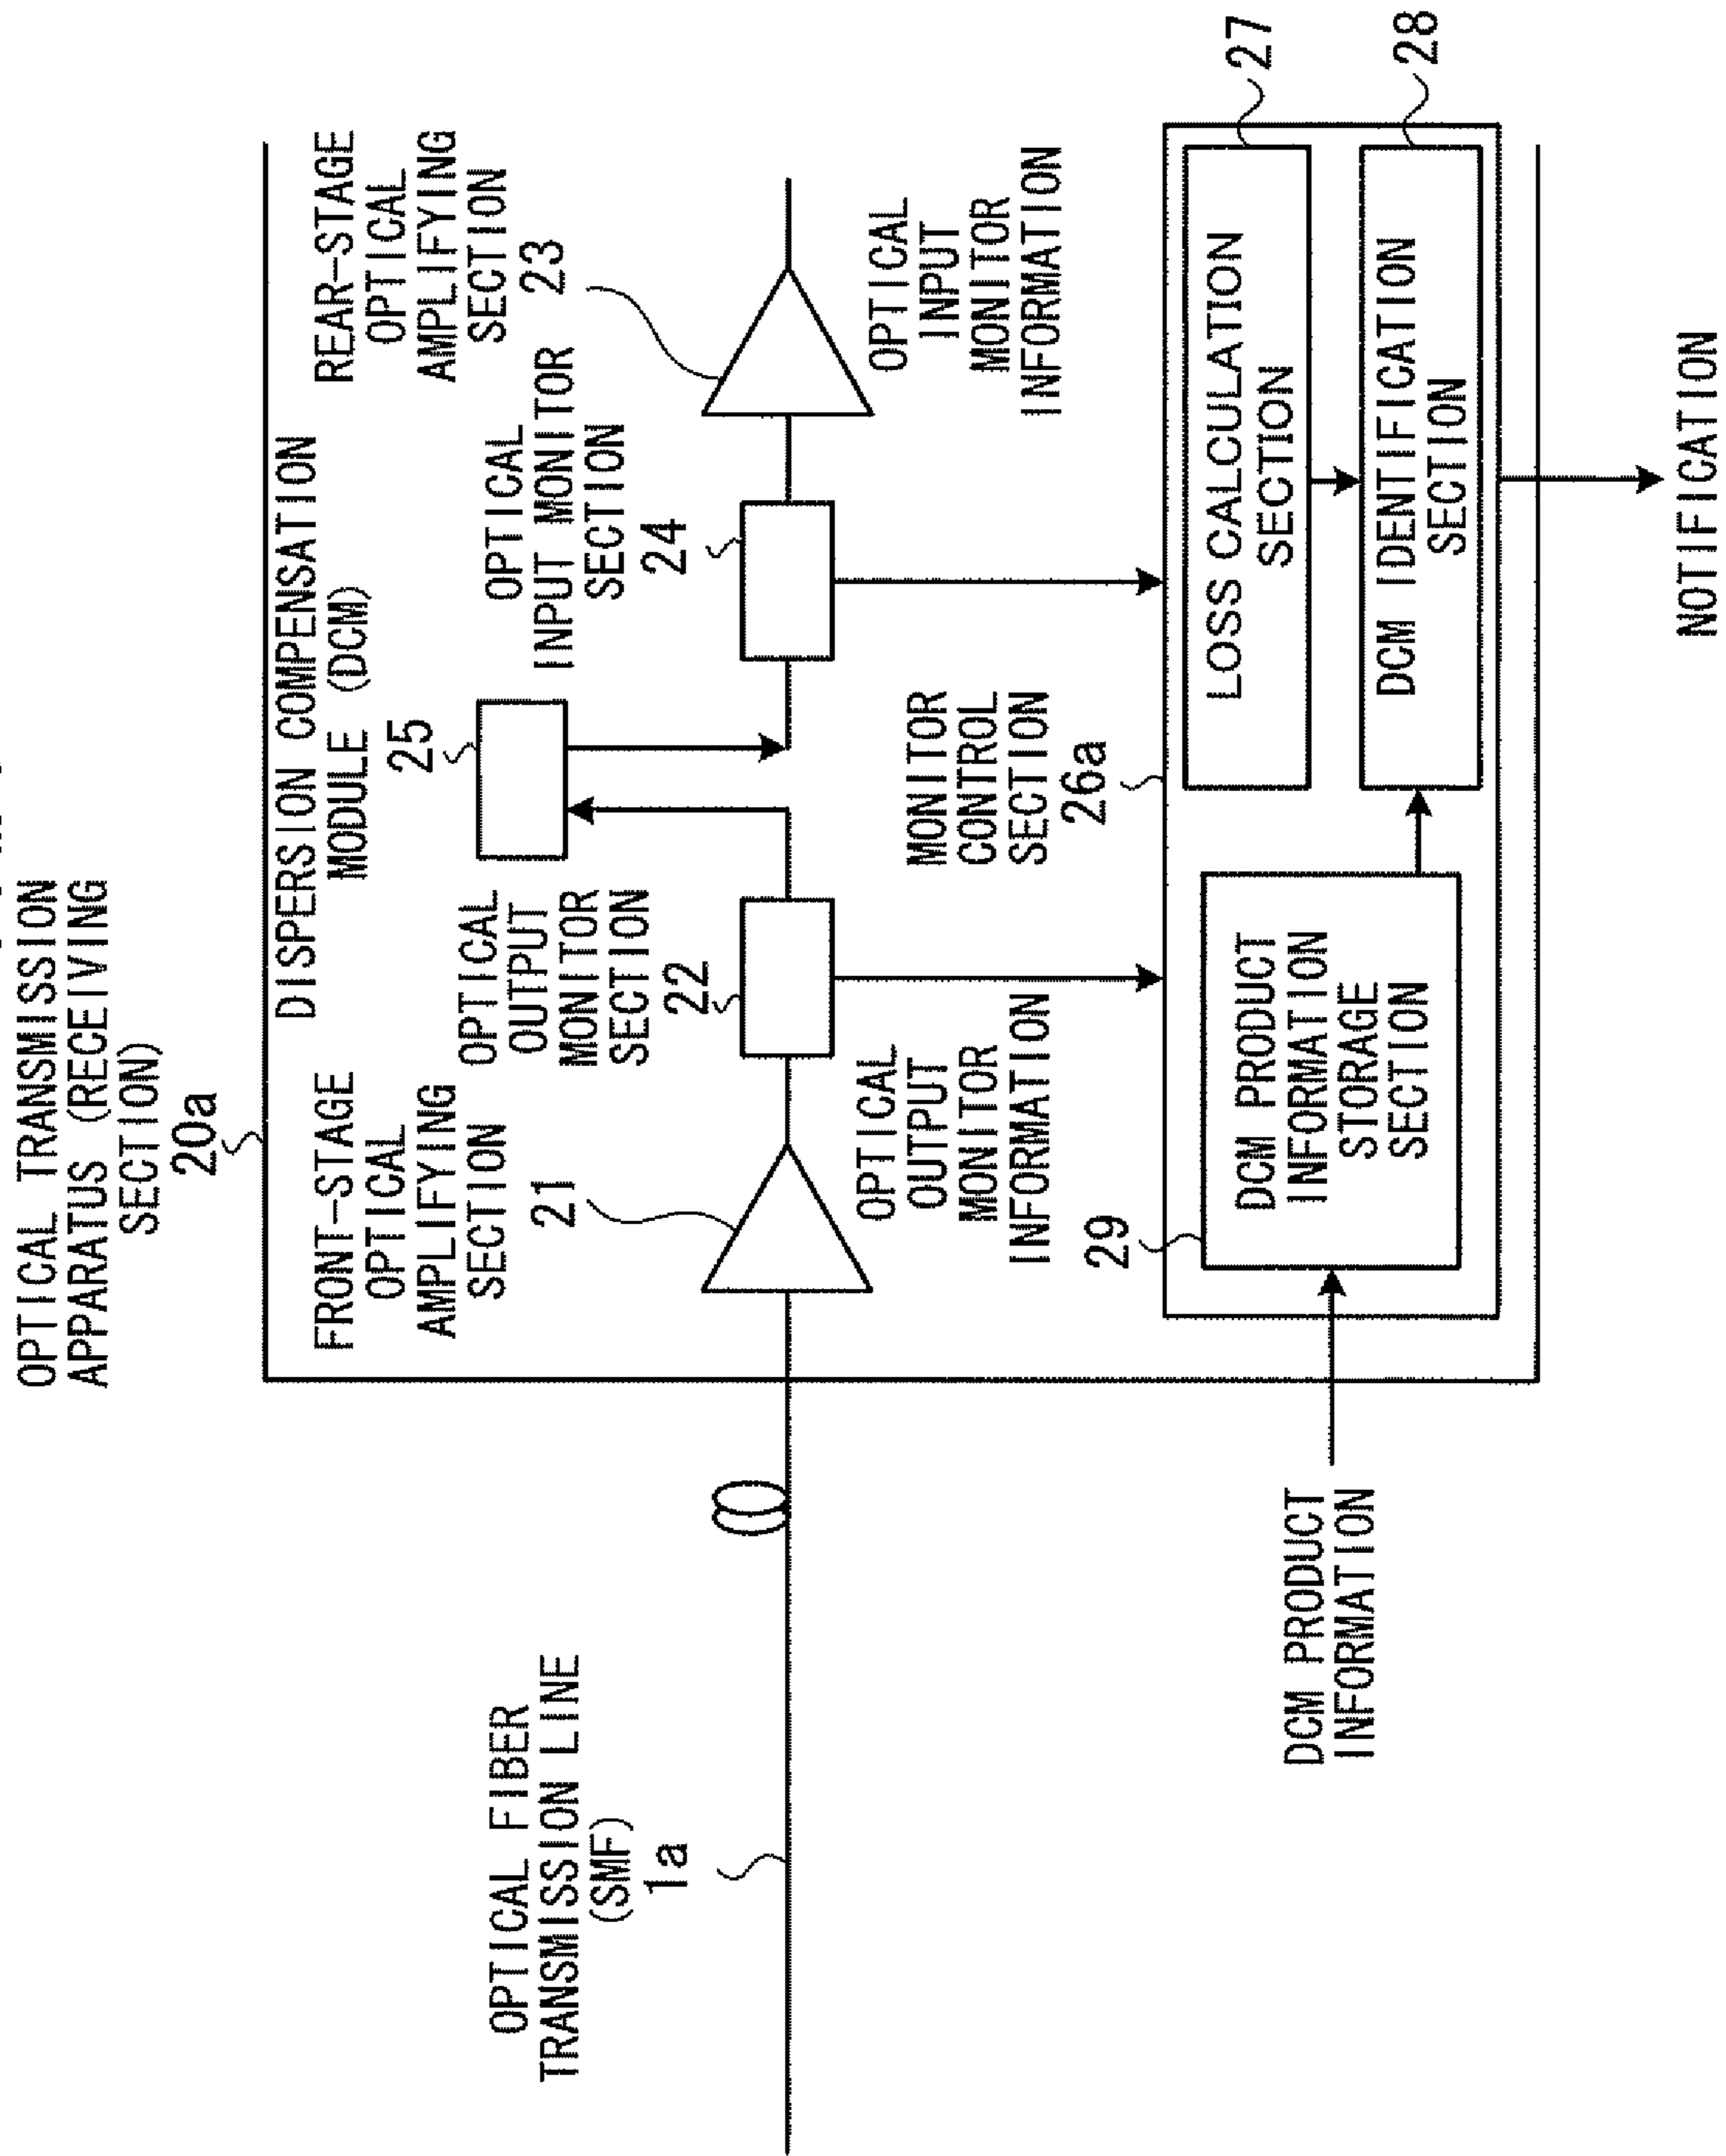 OPTICAL TRANSMISSION
APPARATUS (RECEIVING
SECTION)
20a
DISPERSION COMPENSATION
MODULE (DCM)
25
FRONT-STAGE
OPTICAL
AMPLIFYING
SECTION
21
OPTICAL
OUTPUT
MONITOR
SECTION
22
OPTICAL
INPUT MONITOR
SECTION
24
REAR-STAGE
OPTICAL
AMPLIFYING
SECTION
23
OPTICAL FIBER
TRANSMISSION LINE
(SMF)
1a
OPTICAL
OUTPUT
MONITOR
INFORMATION
MONITOR
CONTROL
SECTION
26a
OPTICAL
INPUT
MONITOR
INFORMATION
29
DCM PRODUCT
INFORMATION
STORAGE
SECTION
LOSS CALCULATION
SECTION
27
DCM IDENTIFICATION
SECTION
28
DCM PRODUCT
INFORMATION
NOTIFICATION